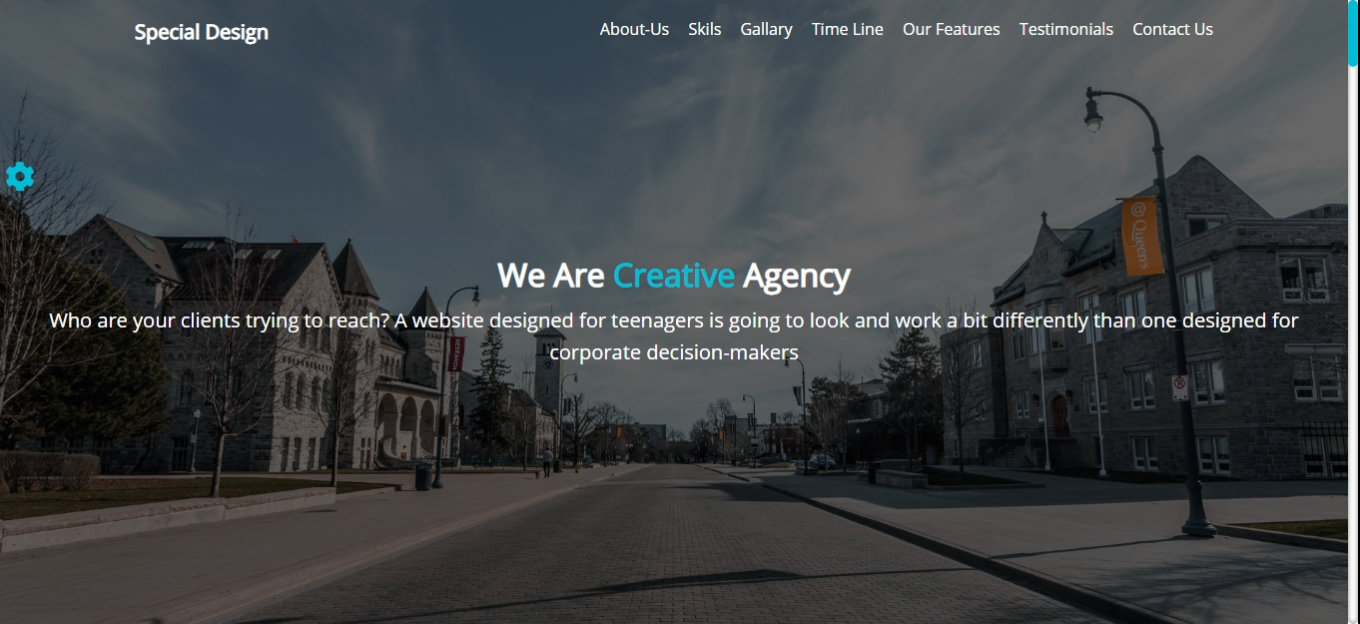 Special Design
About-Us Skils Gallary Time Line Our Features Testimonials Contact Us
@ Queens
We Are Creative Agency
Who are your clients trying to reach? A website designed for teenagers is going to look and work a bit differently than one designed for
corporate decision-makers